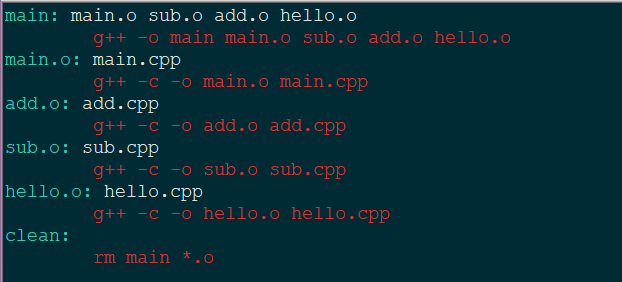 main: main.o sub.o add.o hello.o
        g++ -o main main.o sub.o add.o hello.o
main.o: main.cpp
        g++ -c -o main.o main.cpp
add.o: add.cpp
        g++ -c -o add.o add.cpp
sub.o: sub.cpp
        g++ -c -o sub.o sub.cpp
hello.o: hello.cpp
        g++ -c -o hello.o hello.cpp
clean:
        rm main *.o